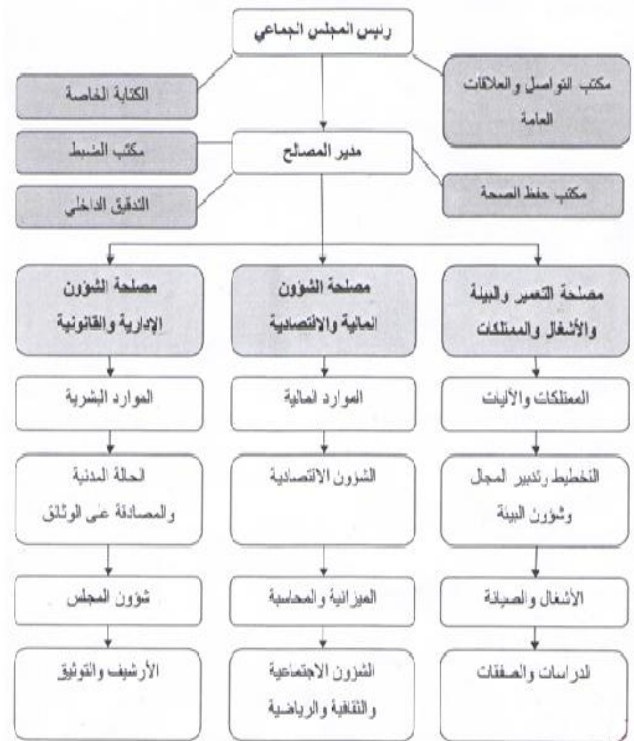 رئيس المجلس الجماعي
مكتب التواصل والعلاقات
العامة
الكتابة الخاصة
مدير المصالح
مكتب الضبط
مكتب حفظ الصحة
التدقيق الداخلي
مصلحة التعمير والبيئة
والأشغال والممتلكات
مصلحة الشؤون
المالية والاقتصادية
مصلحة الشؤون
الإدارية والقانونية
الممتلكات والآليات
الموارد المالية
الموارد البشرية
التخطيط وتدبير المجال
وشؤون البيئة
الشؤون الاقتصادية
الحالة المدنية
والمصادقة على الوثائق
الأشغال والصيانة
الميزانية والمحاسبة
شؤون المجلس
الدراسات والصفقات
الشؤون الاجتماعية
والثقافية والرياضية
الأرشيف والتوثيق